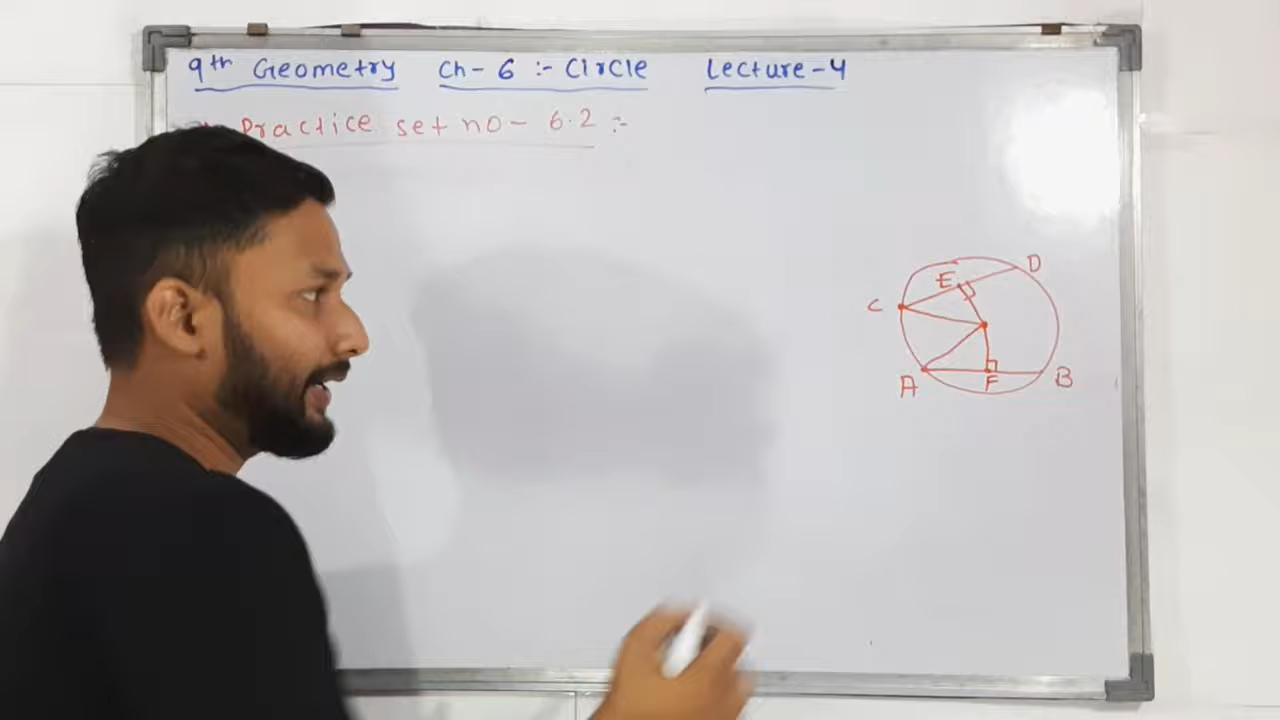 9th Geometry Ch-6 :- Circle Lecture-4
Practice set no- 6.2 :-
D
E
C
A F B